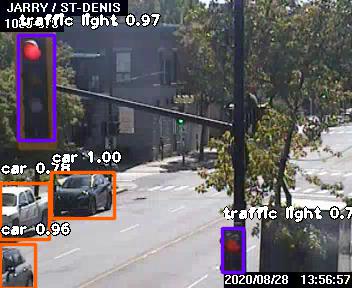 JARRY / ST-DENIS
traffic light 0.97
car 0.78
car 1.00
car 0.96
traffic light 0.7
2020/08/28 13:56:57